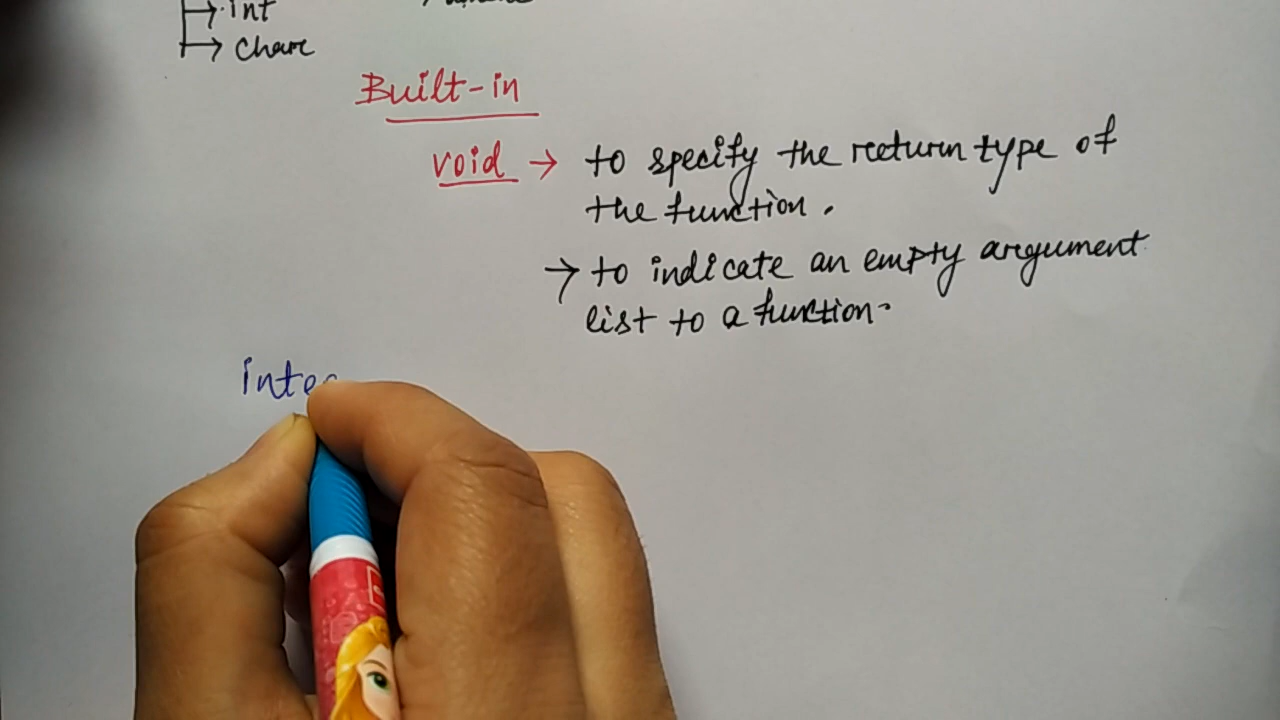 int
char
Built-in
void → to specify the return type of
the function.
→ to indicate an empty argument
list to a function.